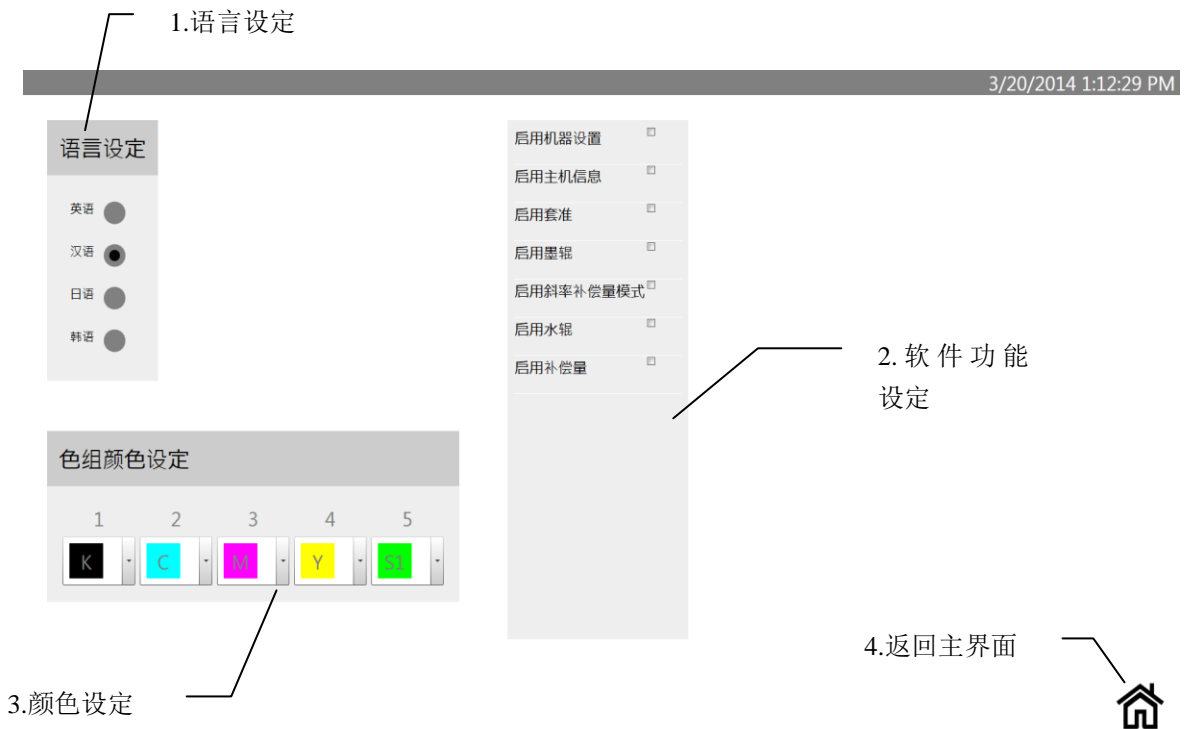 1.语言设定
3/20/2014 1:12:29 PM
语言设定
英语
汉语
日语
韩语
启用机器设置
启用主机信息
启用套准
启用墨辊
启用斜率补偿量模式
启用水辊
启用补偿量
2.软件功能
设定
色组颜色设定
1 2 3 4 5
K C M Y S1
4.返回主界面
3.颜色设定